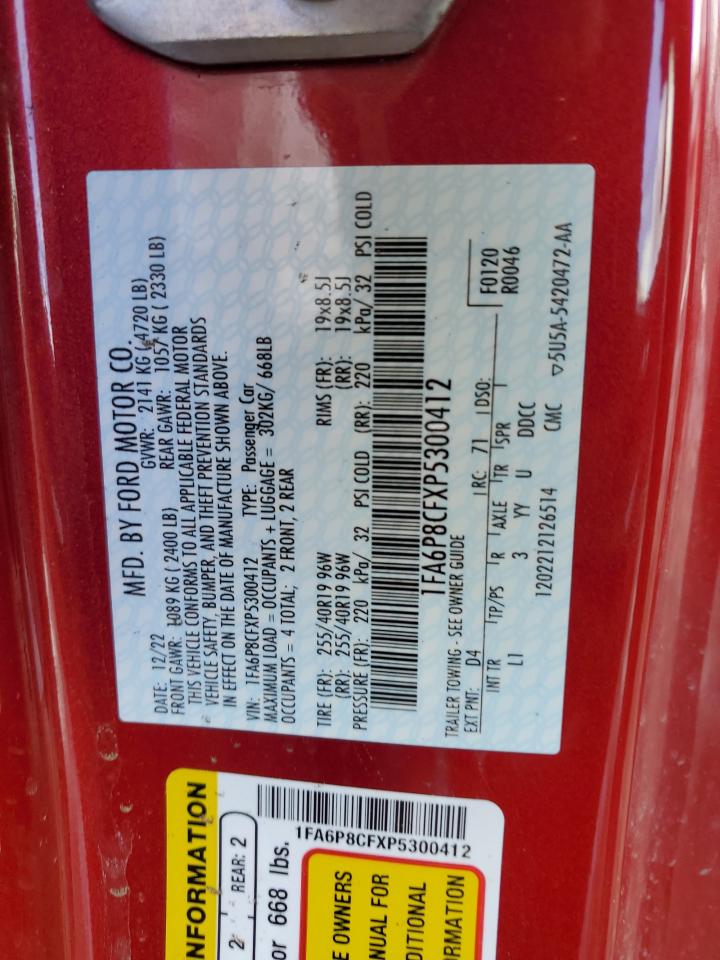 MFD. BY FORD MOTOR CO.
DATE: 12/22 GVWR: 2141 KG ( 4720 LB)
FRONT GAWR: 1089 KG ( 2400 LB) REAR GAWR: 1057 KG ( 2330 LB)
THIS VEHICLE CONFORMS TO ALL APPLICABLE FEDERAL MOTOR
VEHICLE SAFETY, BUMPER, AND THEFT PREVENTION STANDARDS
IN EFFECT ON THE DATE OF MANUFACTURE SHOWN ABOVE.
VIN: 1FA6P8CFXP5300412 TYPE: Passenger Car
MAXIMUM LOAD = OCCUPANTS + LUGGAGE = 302KG/ 668LB
OCCUPANTS = 4 TOTAL; 2 FRONT, 2 REAR
TIRE (FR): 255/40R19 96W RIMS (FR): 19x8.5J
(RR): 255/40R19 96W (RR): 19x8.5J
PRESSURE (FR): 220 kPa/ 32 PSI COLD (RR): 220 kPa/ 32 PSI COLD
1FA6P8CFXP5300412
TRAILER TOWING - SEE OWNER GUIDE
EXT PNT: D4 RC: 71 DSO:
F0120
R0046
INT TR TP/PS R AXLE TR SPR
L1 3 YY U DDCC
1202212126514 CMC ▽5U5A-5420472-AA
NFORMATION
2 REAR: 2
or 668 lbs.
1FA6P8CFXP5300412
E OWNERS
NUAL FOR
DITIONAL
RMATION